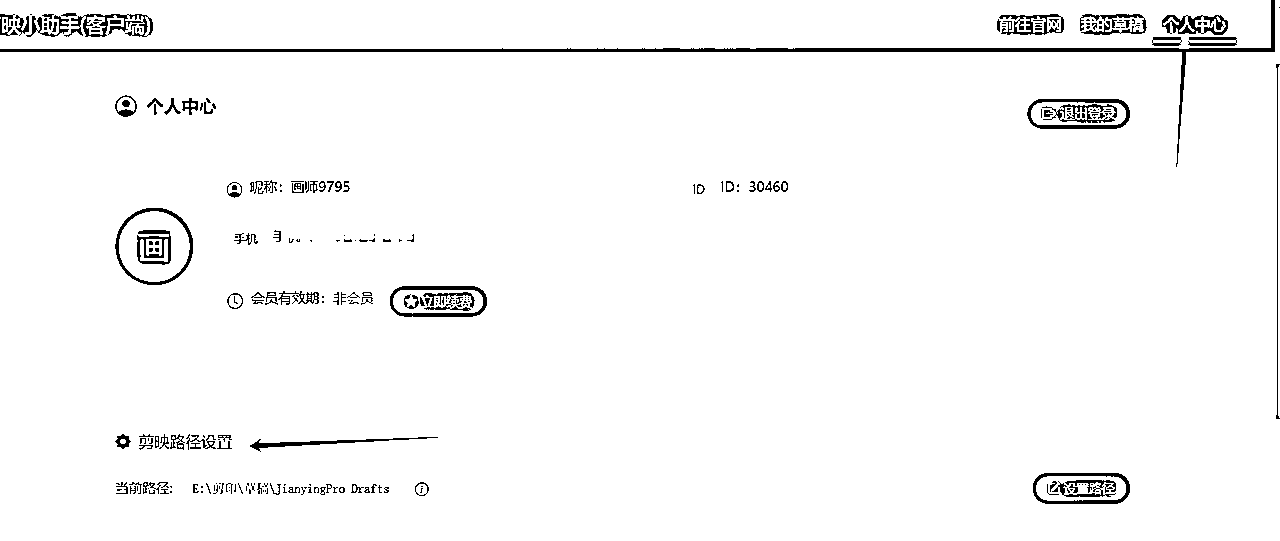 映小助手(客户端)
前往官网 我的草稿 个人中心
个人中心
退出登录
昵称：画师9795
ID ID：30460
手机
会员有效期：非会员 立即续费
剪映路径设置
当前路径： E:\剪印\草稿\JianyingPro Drafts
设置路径